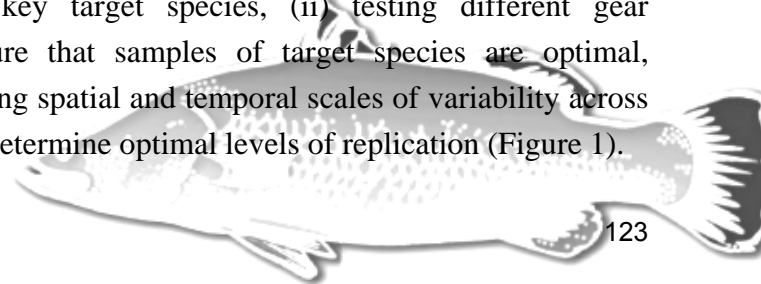 key target species, (ii) testing different gear
ure that samples of target species are optimal,
ng spatial and temporal scales of variability across
etermine optimal levels of replication (Figure 1).
123